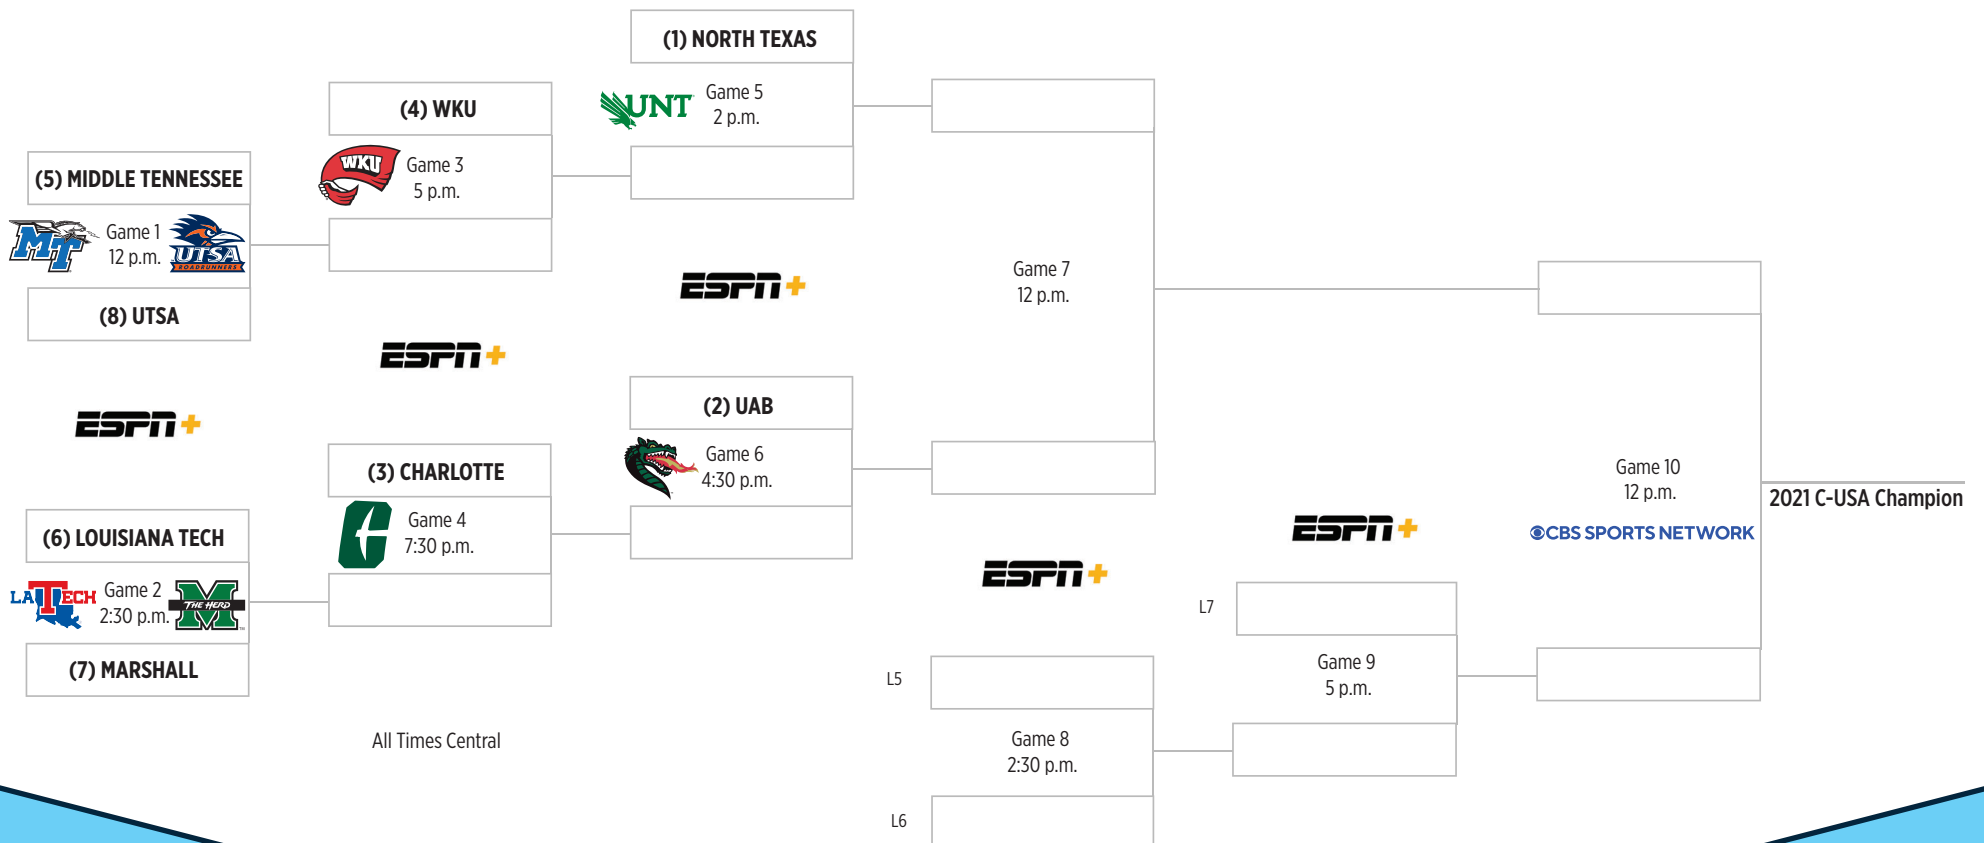 (1) NORTH TEXAS
UNT
Game 5
2 p.m.
(4) WKU
WKU
Game 3
5 p.m.
(5) MIDDLE TENNESSEE
MT
Game 1
12 p.m.
UTSA
ROADRUNNERS
(8) UTSA
ESPN+
ESPN+
ESPN+
Game 7
12 p.m.
(2) UAB
Game 6
4:30 p.m.
(3) CHARLOTTE
Game 4
7:30 p.m.
(6) LOUISIANA TECH
LA TECH
Game 2
2:30 p.m.
M
THE HERD
(7) MARSHALL
ESPN+
ESPN+
Game 10
12 p.m.
CBS SPORTS NETWORK
2021 C-USA Champion
L7
Game 9
5 p.m.
L5
Game 8
2:30 p.m.
L6
All Times Central